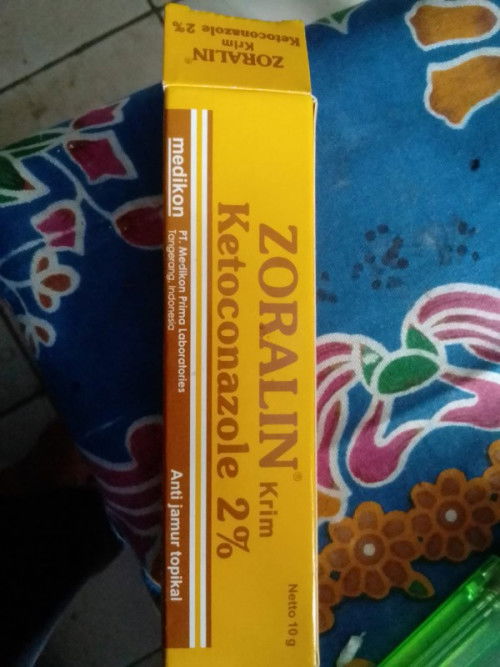 ZORALIN®
Krim
Ketoconazole 2%
ZORALIN® Krim
Ketoconazole 2%
Netto 10 g
medikon
PT. Medikon Prima Laboratories
Tangerang, Indonesia
Anti jamur topikal